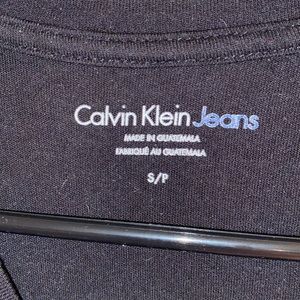 Calvin Klein Jeans
MADE IN GUATEMALA
FABRIQUÉ AU GUATEMALA
S/P